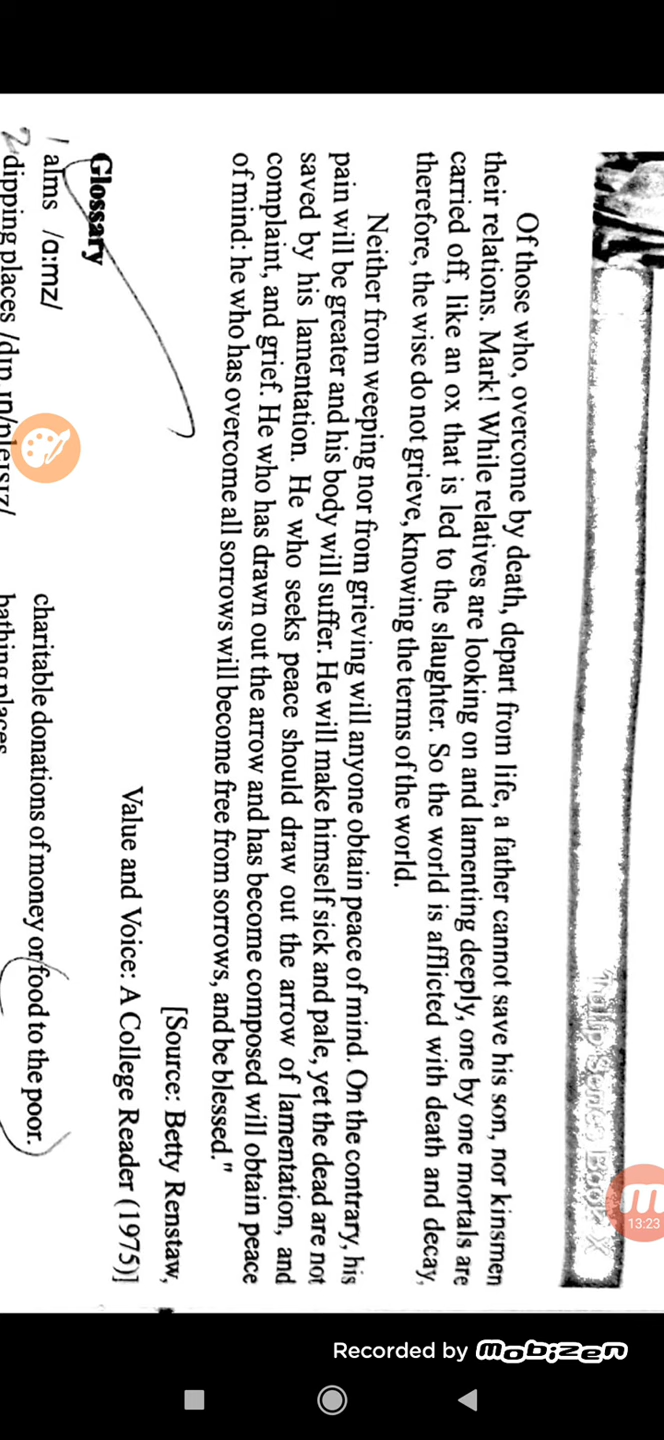 Tulip Series Book X
Of those who, overcome by death, depart from life, a father cannot save his son, nor kinsmen
their relations. Mark! While relatives are looking on and lamenting deeply, one by one mortals are
carried off, like an ox that is led to the slaughter. So the world is afflicted with death and decay,
therefore, the wise do not grieve, knowing the terms of the world.
Neither from weeping nor from grieving will anyone obtain peace of mind. On the contrary, his
pain will be greater and his body will suffer. He will make himself sick and pale, yet the dead are not
saved by his lamentation. He who seeks peace should draw out the arrow of lamentation, and
complaint, and grief. He who has drawn out the arrow and has become composed will obtain peace
of mind: he who has overcome all sorrows will become free from sorrows, and be blessed."
[Source: Betty Renstaw,
Value and Voice: A College Reader (1975)]
Glossary
1 alms /ɑ:mz/ charitable donations of money or food to the poor.
2 dipping places bathing places
13:23
Recorded by mobizen